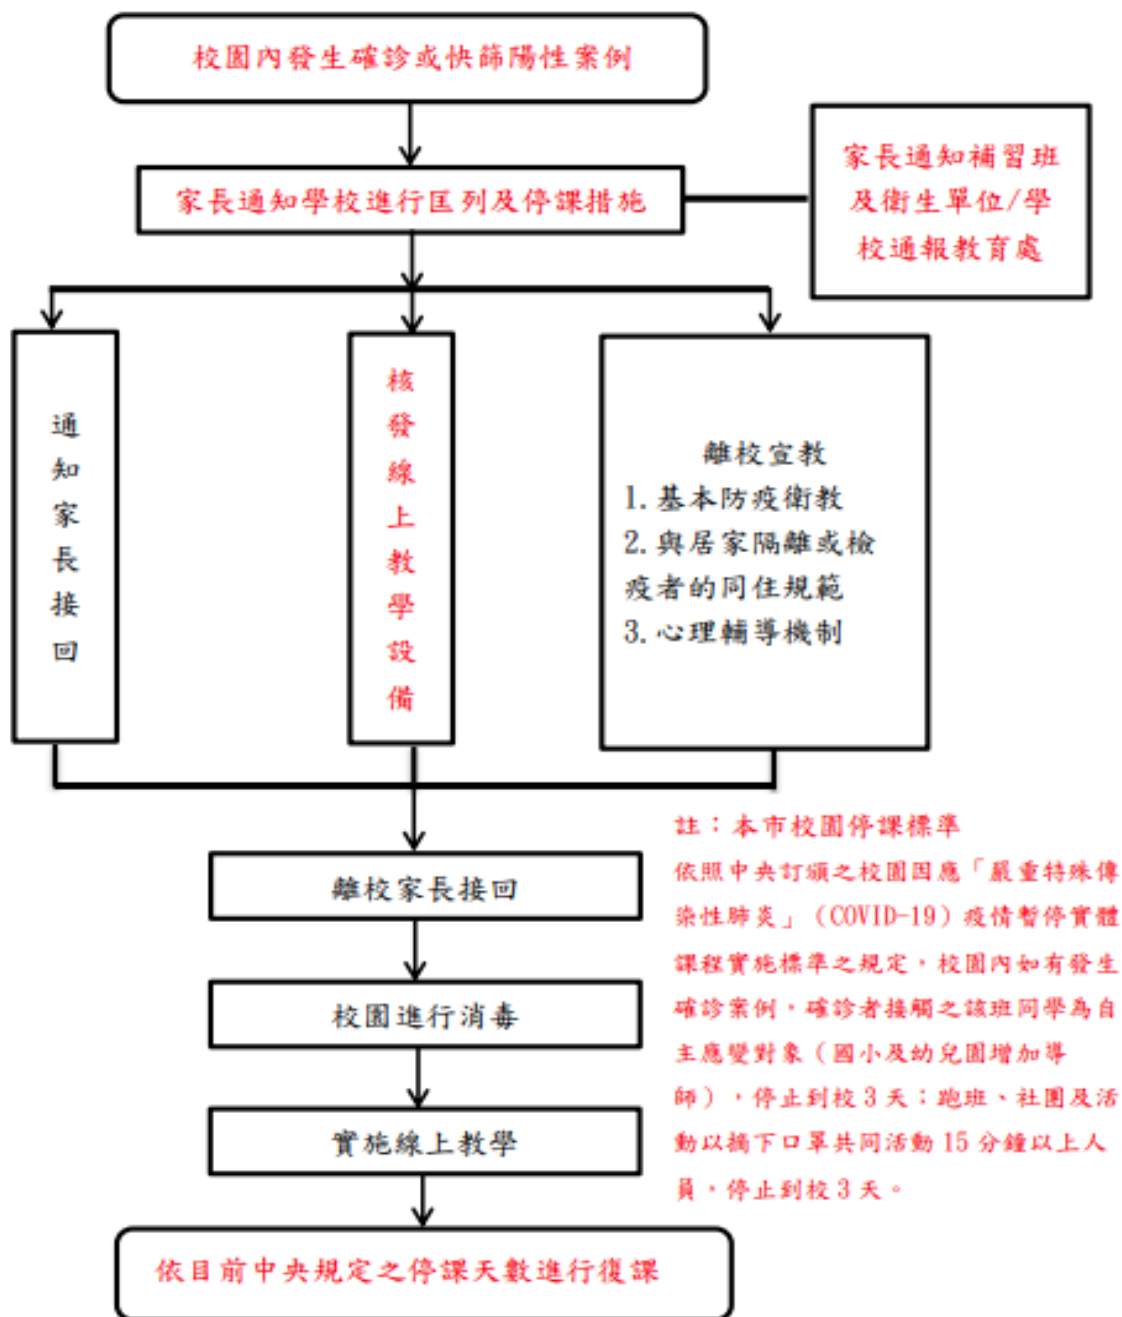 校園內發生確診或快篩陽性案例
家長通知學校進行匡列及停課措施
家長通知補習班
及衛生單位/學
校通報教育處
通知家長接回
核發線上教學設備
離校宣教
1.基本防疫衛教
2.與居家隔離或檢
疫者的同住規範
3.心理輔導機制
離校家長接回
校園進行消毒
實施線上教學
依目前中央規定之停課天數進行復課
註：本市校園停課標準
依照中央訂頒之校園因應「嚴重特殊傳
染性肺炎」（COVID-19）疫情暫停實體
課程實施標準之規定，校園內如有發生
確診案例，確診者接觸之該班同學為自
主應變對象（國小及幼兒園增加導
師），停止到校3天；跑班、社團及活
動以摘下口罩共同活動15分鐘以上人
員，停止到校3天。